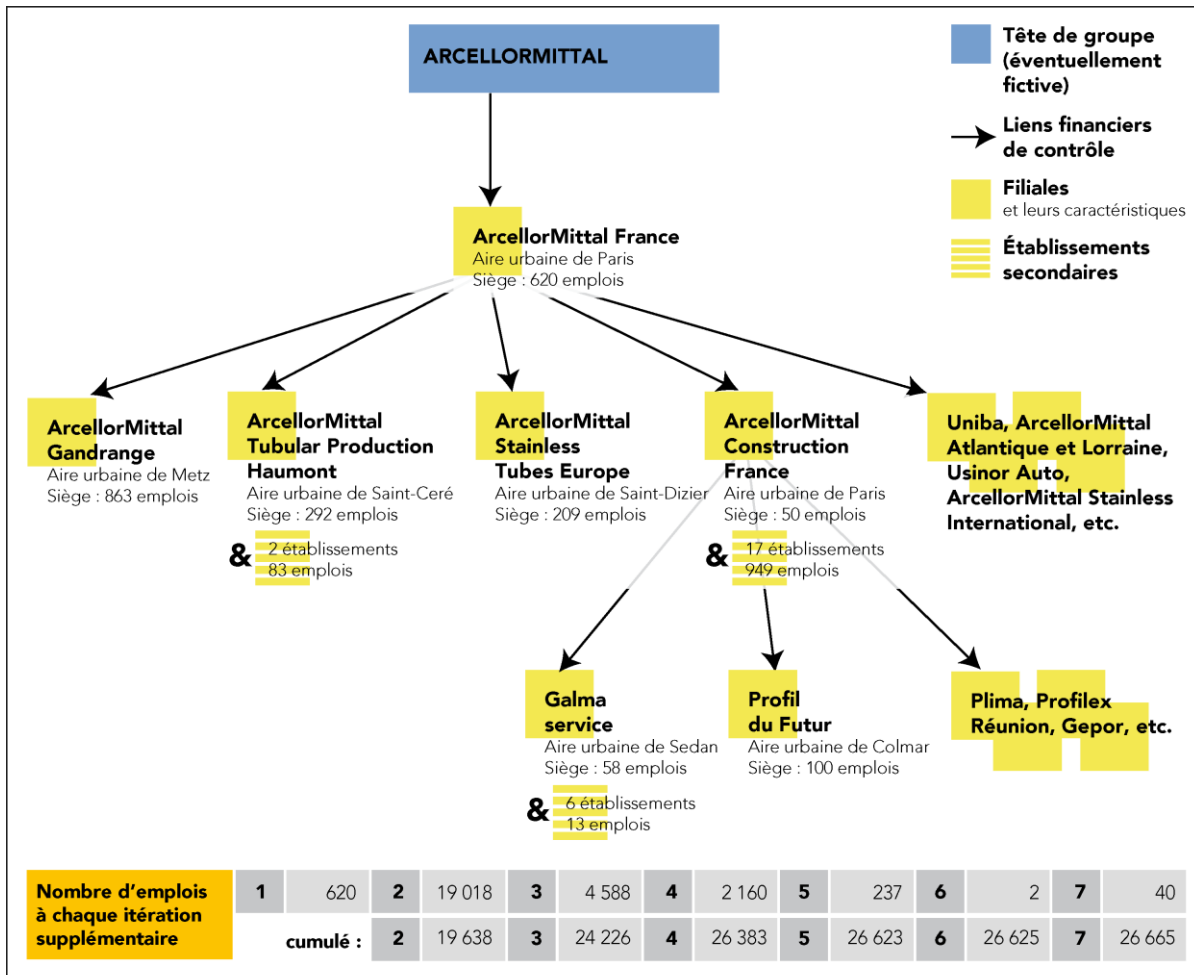 ARCELLORMITTAL
Tête de groupe
(éventuellement
fictive)
Liens financiers
de contrôle
Filiales
et leurs caractéristiques
Établissements
secondaires
ArcellorMittal France
Aire urbaine de Paris
Siège : 620 emplois
ArcellorMittal
Gandrange
Aire urbaine de Metz
Siège : 863 emplois
ArcellorMittal
Tubular Production
Haumont
Aire urbaine de Saint-Ceré
Siège : 292 emplois
& 2 établissements
83 emplois
ArcellorMittal
Stainless
Tubes Europe
Aire urbaine de Saint-Dizier
Siège : 209 emplois
ArcellorMittal
Construction
France
Aire urbaine de Paris
Siège : 50 emplois
& 17 établissements
949 emplois
Uniba, ArcellorMittal
Atlantique et Lorraine,
Usinor Auto,
ArcellorMittal Stainless
International, etc.
Galma
service
Aire urbaine de Sedan
Siège : 58 emplois
& 6 établissements
13 emplois
Profil
du Futur
Aire urbaine de Colmar
Siège : 100 emplois
Plima, Profilex
Réunion, Gepor, etc.
Nombre d'emplois
à chaque itération
supplémentaire
1 620 2 19 018 3 4 588 4 2 160 5 237 6 2 7 40
cumulé : 2 19 638 3 24 226 4 26 383 5 26 623 6 26 625 7 26 665